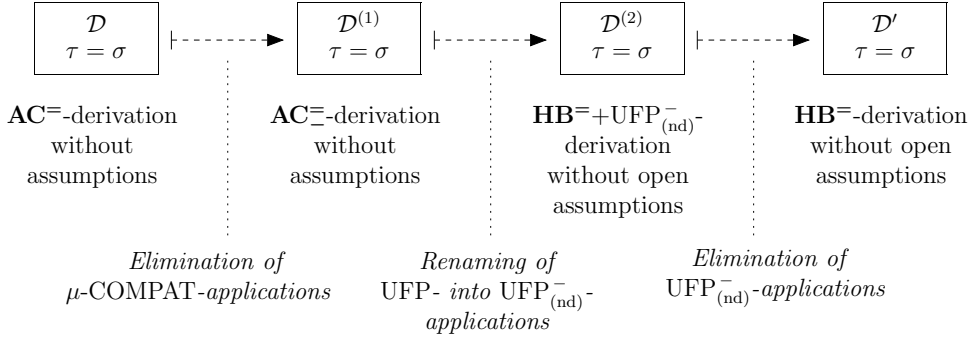 𝒟
τ = σ
𝒟⁽¹⁾
τ = σ
𝒟⁽²⁾
τ = σ
𝒟′
τ = σ
AC⁼-derivation
without
assumptions
AC₋⁼-derivation
without
assumptions
HB⁼+UFP⁻₍nd₎-
derivation
without open
assumptions
HB⁼-derivation
without open
assumptions
Elimination of
μ-COMPAT-applications
Renaming of
UFP- into UFP⁻₍nd₎-
applications
Elimination of
UFP⁻₍nd₎-applications